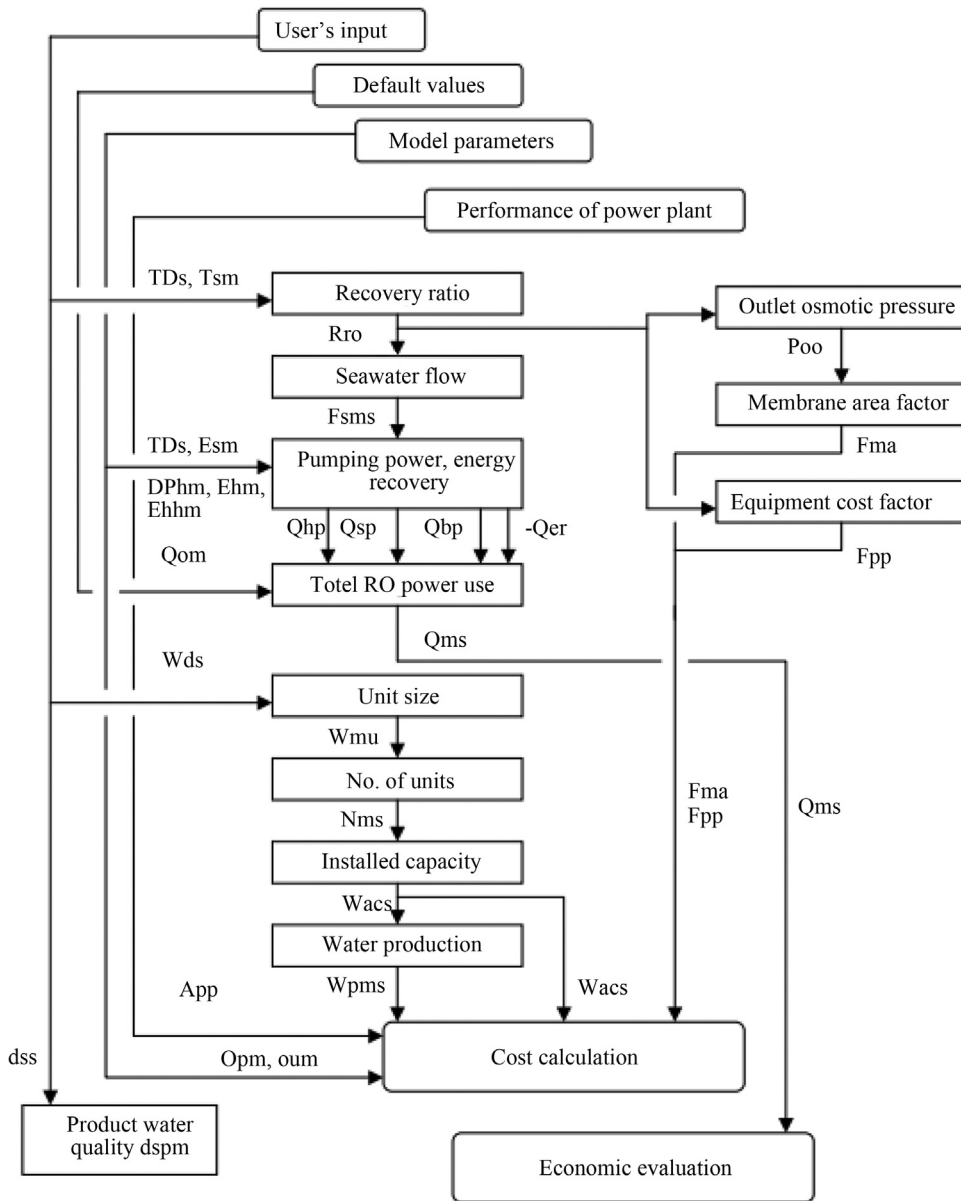 User's input
Default values
Model parameters
Performance of power plant
TDs, Tsm
Recovery ratio
Outlet osmotic pressure
Rro
Poo
Seawater flow
Membrane area factor
Fsms
Fma
TDs, Esm
Pumping power, energy
recovery
DPhm, Ehm,
Ehhm
Equipment cost factor
Qhp
Qsp
Qbp
-Qer
Fpp
Qom
Totel RO power use
Qms
Wds
Unit size
Wmu
No. of units
Fma
Fpp
Qms
Nms
Installed capacity
Wacs
Water production
Wpms
Wacs
App
Opm, oum
Cost calculation
dss
Product water
quality dspm
Economic evaluation